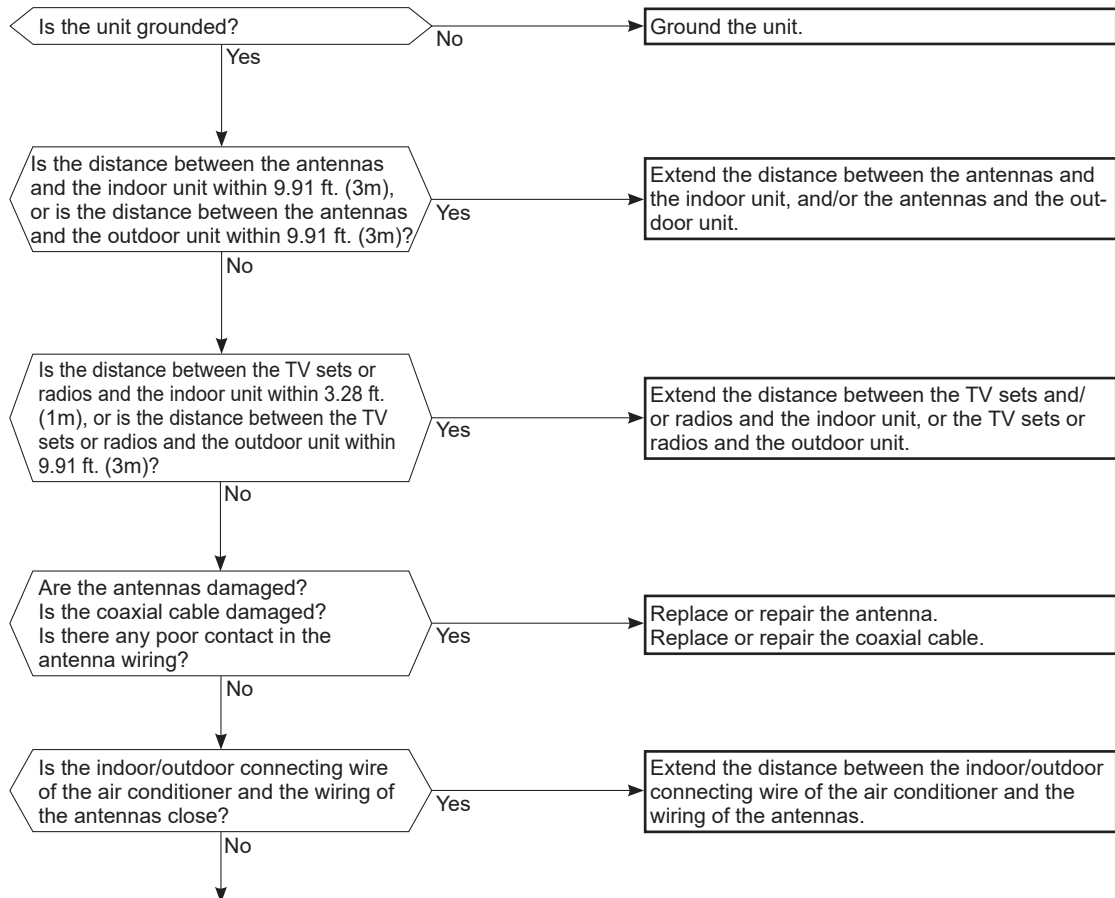 Is the unit grounded?
No
Ground the unit.
Yes
Is the distance between the antennas
and the indoor unit within 9.91 ft. (3m),
or is the distance between the antennas
and the outdoor unit within 9.91 ft. (3m)?
Yes
Extend the distance between the antennas and
the indoor unit, and/or the antennas and the out-
door unit.
No
Is the distance between the TV sets or
radios and the indoor unit within 3.28 ft.
(1m), or is the distance between the TV
sets or radios and the outdoor unit within
9.91 ft. (3m)?
Yes
Extend the distance between the TV sets and/
or radios and the indoor unit, or the TV sets or
radios and the outdoor unit.
No
Are the antennas damaged?
Is the coaxial cable damaged?
Is there any poor contact in the
antenna wiring?
Yes
Replace or repair the antenna.
Replace or repair the coaxial cable.
No
Is the indoor/outdoor connecting wire
of the air conditioner and the wiring of
the antennas close?
Yes
Extend the distance between the indoor/outdoor
connecting wire of the air conditioner and the
wiring of the antennas.
No